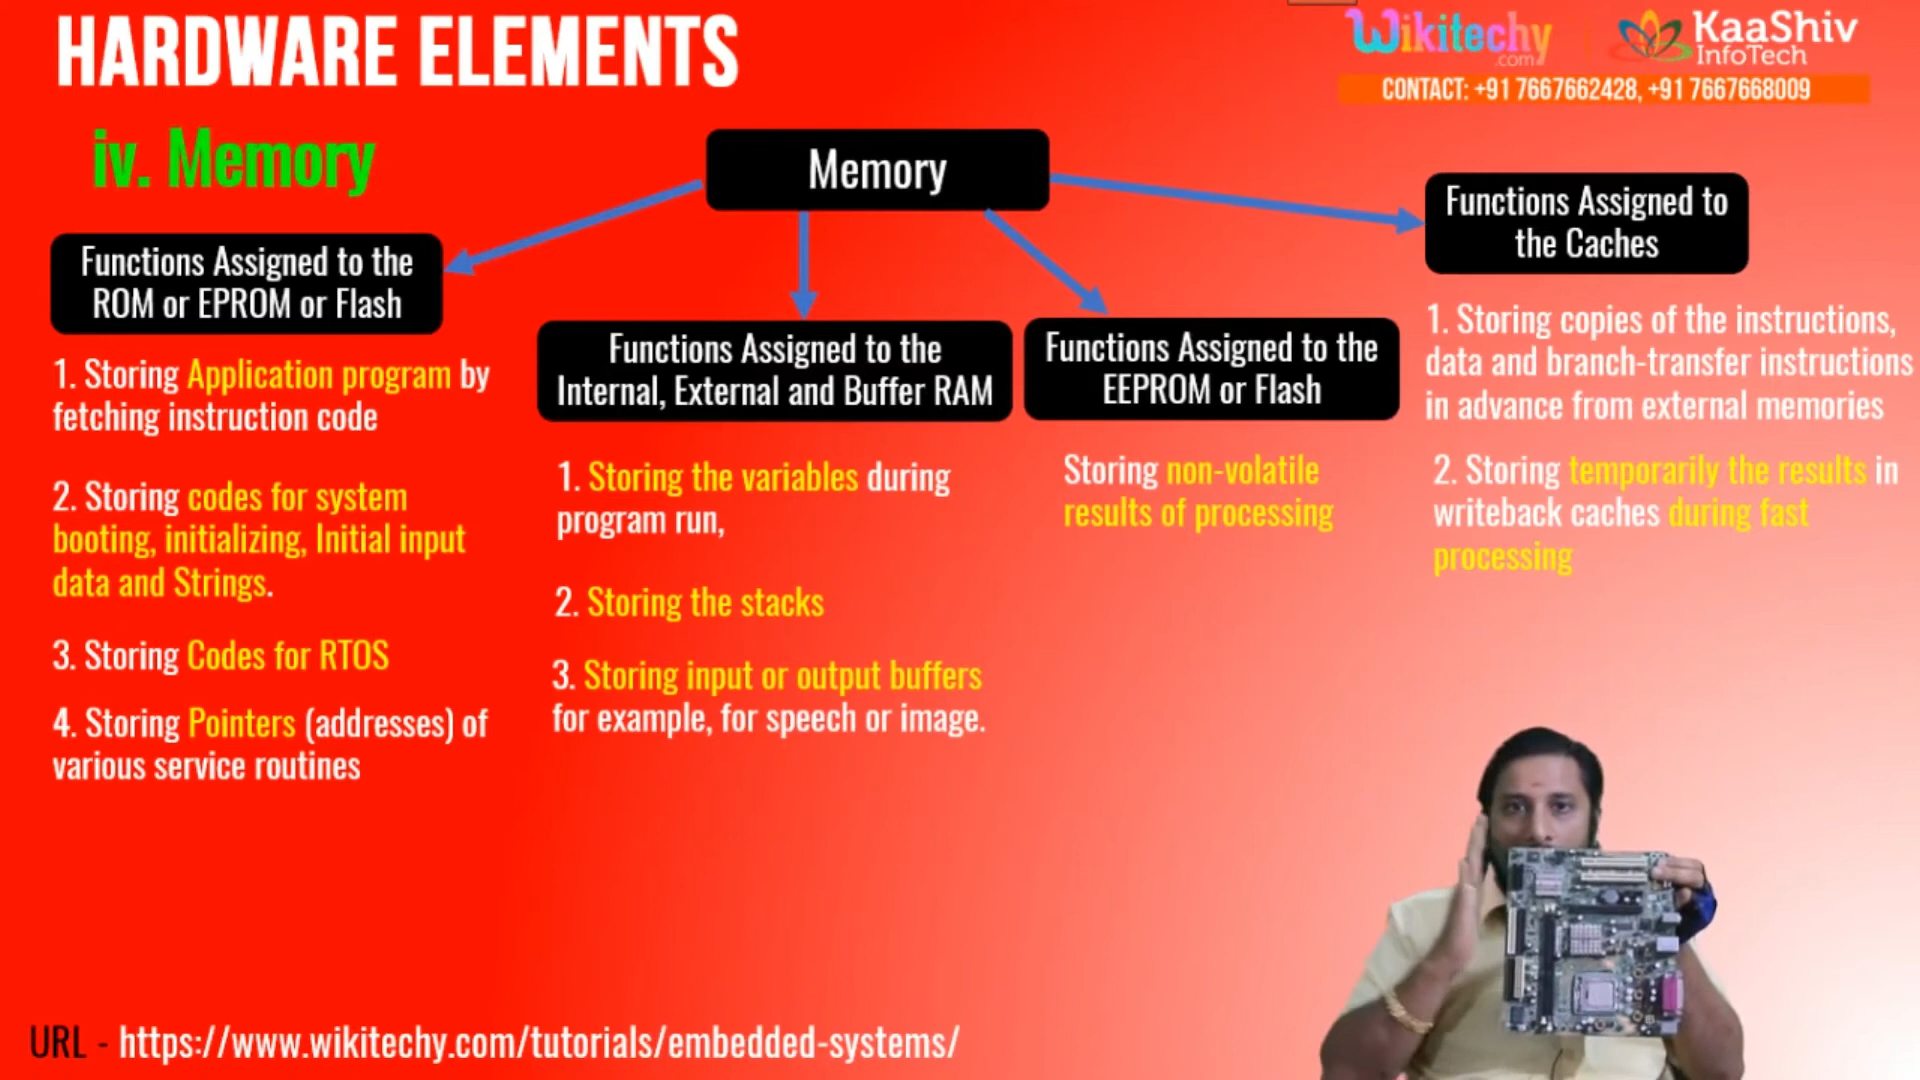 HARDWARE ELEMENTS
Wikitechy
.com
KaaShiv
InfoTech
CONTACT: +91 7667662428, +91 7667668009
iv. Memory
Memory
Functions Assigned to the
ROM or EPROM or Flash
1. Storing Application program by
fetching instruction code
2. Storing codes for system
booting, initializing, Initial input
data and Strings.
3. Storing Codes for RTOS
4. Storing Pointers (addresses) of
various service routines
Functions Assigned to the
Internal, External and Buffer RAM
1. Storing the variables during
program run,
2. Storing the stacks
3. Storing input or output buffers
for example, for speech or image.
Functions Assigned to the
EEPROM or Flash
Storing non-volatile
results of processing
Functions Assigned to
the Caches
1. Storing copies of the instructions,
data and branch-transfer instructions
in advance from external memories
2. Storing temporarily the results in
writeback caches during fast
processing
URL - https://www.wikitechy.com/tutorials/embedded-systems/